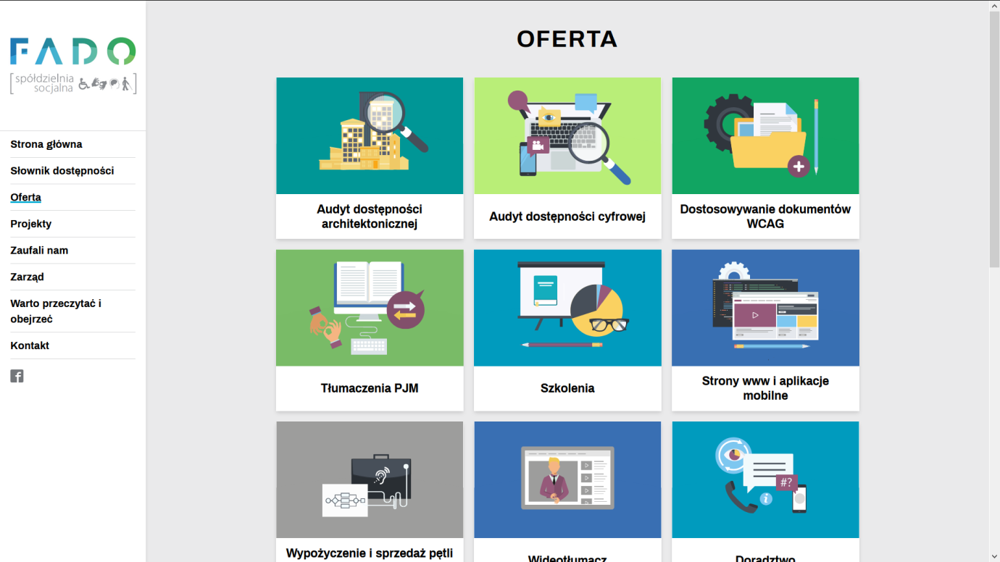 FADO
[spółdzielnia
socjalna]
Strona główna
Słownik dostępności
Oferta
Projekty
Zaufali nam
Zarząd
Warto przeczytać i
obejrzeć
Kontakt
OFERTA
Audyt dostępności
architektonicznej
Audyt dostępności cyfrowej
Dostosowywanie dokumentów
WCAG
Tłumaczenia PJM
Szkolenia
Strony www i aplikacje
mobilne
#?
i
Wypożyczenie i sprzedaż pętli
Wideotłumacz
Doradztwo